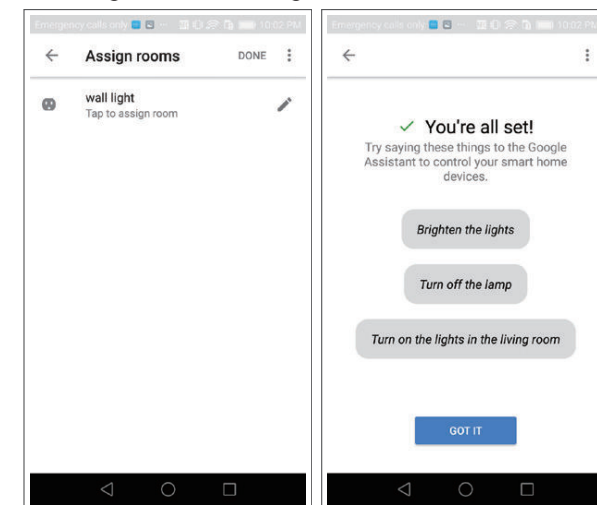 Emergency calls only 10:02 PM
Assign rooms DONE
wall light
Tap to assign room
Emergency calls only 10:02 PM
You're all set!
Try saying these things to the Google
Assistant to control your smart home
devices.
Brighten the lights
Turn off the lamp
Turn on the lights in the living room
GOT IT